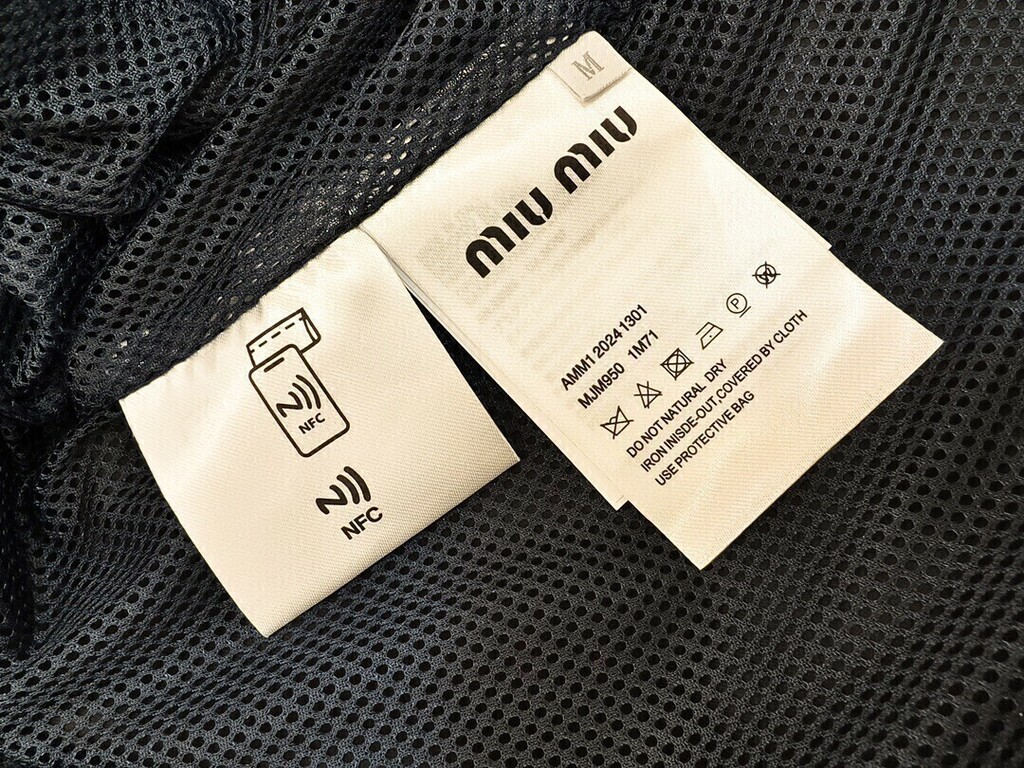 M
MIU MIU
AMM1 2024 1301
MJM950 1M71
P
W
DO NOT NATURAL DRY
IRON INISDE-OUT,COVERED BY CLOTH
USE PROTECTIVE BAG
NFC
NFC